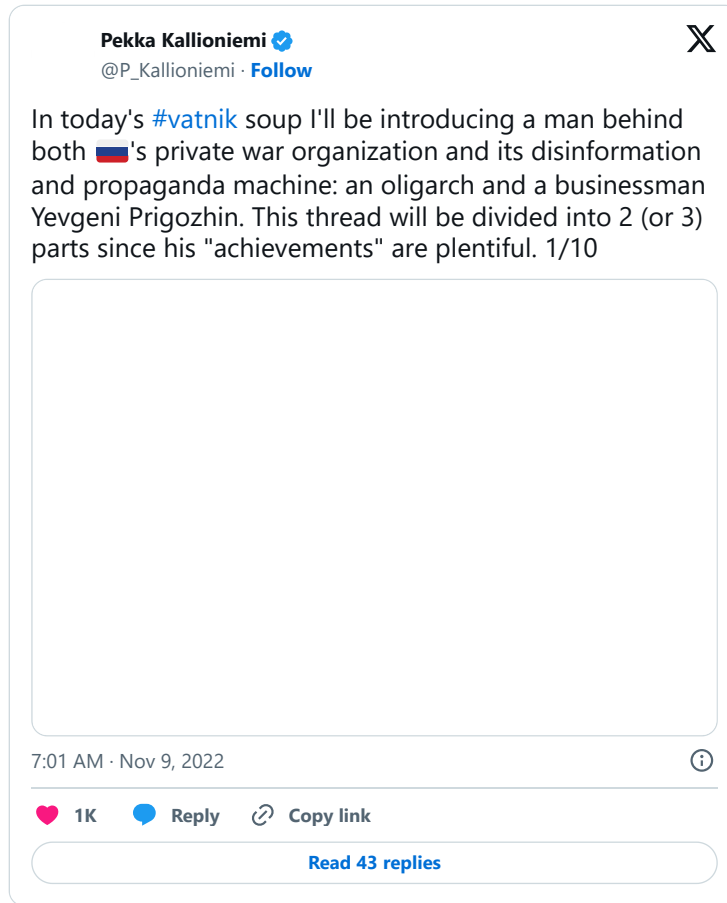 Pekka Kallioniemi
@P_Kallioniemi · Follow
In today's #vatnik soup I'll be introducing a man behind
both 🇷🇺's private war organization and its disinformation
and propaganda machine: an oligarch and a businessman
Yevgeni Prigozhin. This thread will be divided into 2 (or 3)
parts since his "achievements" are plentiful. 1/10
7:01 AM · Nov 9, 2022
1K Reply Copy link
Read 43 replies